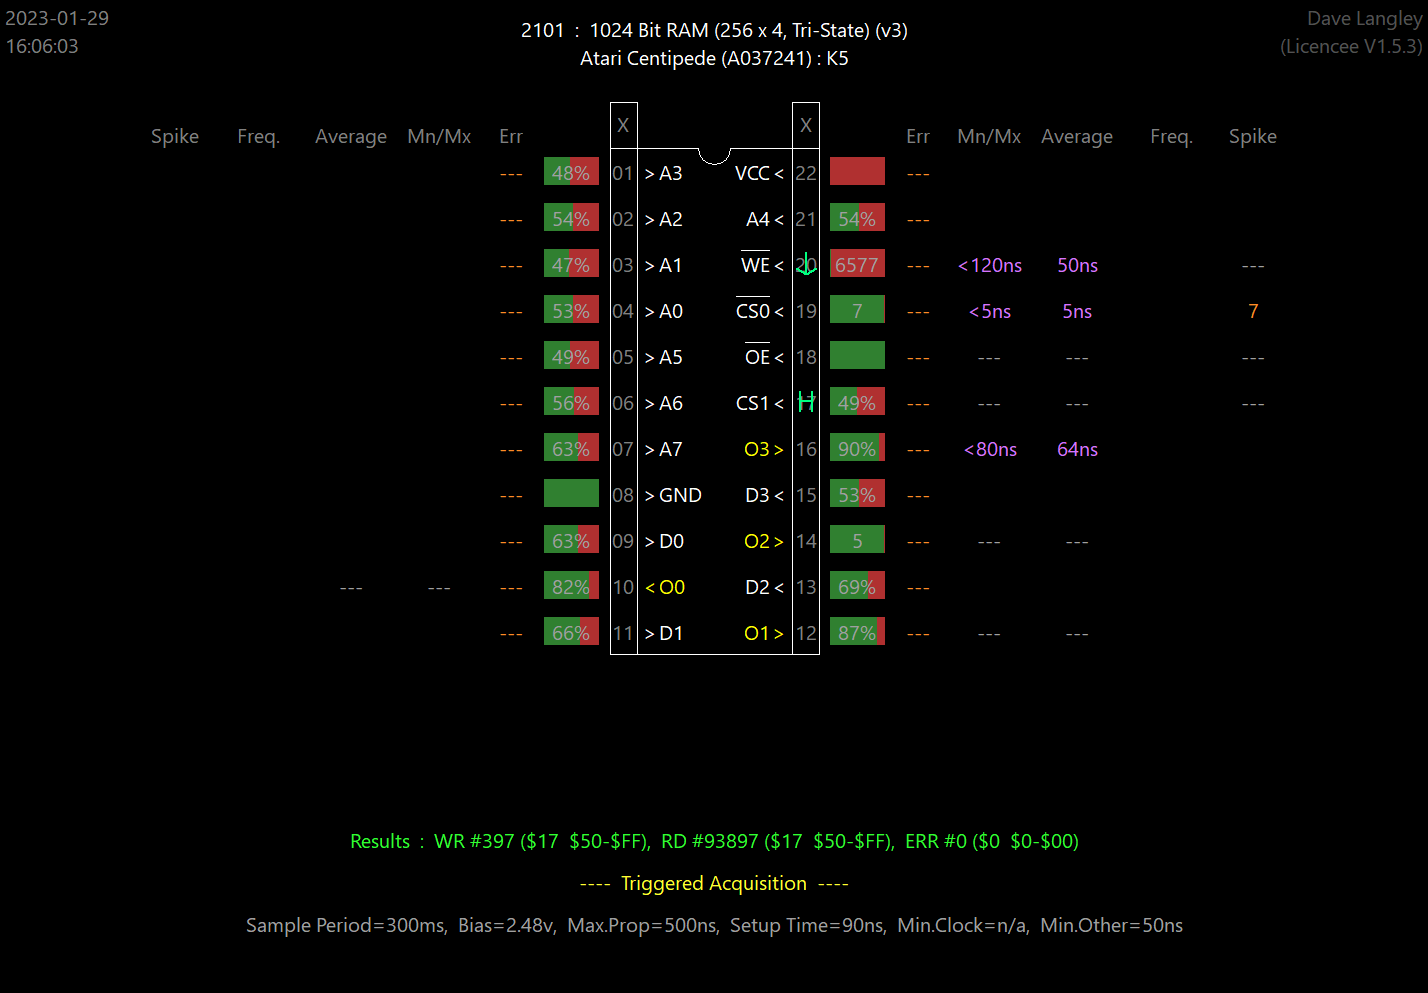 2023-01-29
16:06:03
2101 : 1024 Bit RAM (256 x 4, Tri-State) (v3)
Atari Centipede (A037241) : K5
Dave Langley
(Licencee V1.5.3)
X X
Spike Freq. Average Mn/Mx Err Err Mn/Mx Average Freq. Spike
--- 48% 01 >A3 VCC< 22 ---
--- 54% 02 >A2 A4< 21 54% ---
--- 47% 03 >A1 WE< 20 6577 --- <120ns 50ns ---
--- 53% 04 >A0 CS0< 19 7 --- <5ns 5ns 7
--- 49% 05 >A5 OE< 18 --- --- --- ---
--- 56% 06 >A6 CS1< 17 H 49% --- --- --- ---
--- 63% 07 >A7 O3> 16 90% --- <80ns 64ns
--- 08 >GND D3< 15 53% ---
--- 63% 09 >D0 O2> 14 5 --- --- ---
--- --- --- 82% 10 <O0 D2< 13 69% ---
--- 66% 11 >D1 O1> 12 87% --- --- ---
Results : WR #397 ($17 $50-$FF), RD #93897 ($17 $50-$FF), ERR #0 ($0 $0-$00)
---- Triggered Acquisition ----
Sample Period=300ms, Bias=2.48v, Max.Prop=500ns, Setup Time=90ns, Min.Clock=n/a, Min.Other=50ns